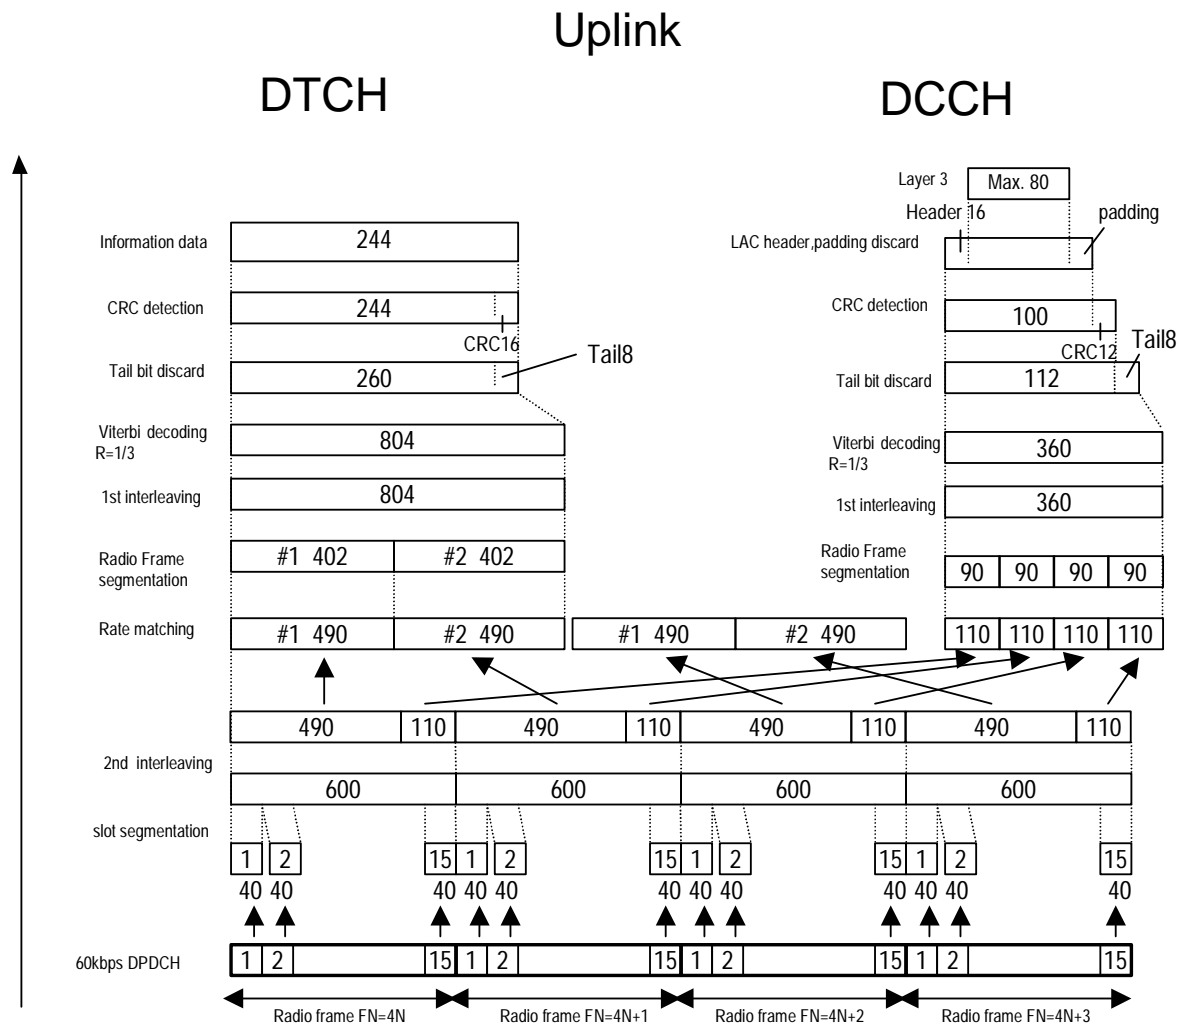 Uplink
DTCH DCCH
Layer 3 Max. 80
Header 16 padding
Information data 244 LAC header,padding discard
CRC detection 244 CRC detection 100
CRC16 Tail8 CRC12 Tail8
Tail bit discard 260 Tail bit discard 112
Viterbi decoding 804 Viterbi decoding 360
R=1/3 R=1/3
1st interleaving 804 1st interleaving 360
Radio Frame #1 402 #2 402 Radio Frame
segmentation segmentation 90 90 90 90
Rate matching #1 490 #2 490 #1 490 #2 490 110 110 110 110
490 110 490 110 490 110 490 110
2nd interleaving
600 600 600 600
slot segmentation
1 2 15 1 2 15 1 2 15 1 2 15
40 40 40 40 40 40 40 40 40 40 40 40
60kbps DPDCH 1 2 15 1 2 15 1 2 15 1 2 15
Radio frame FN=4N Radio frame FN=4N+1 Radio frame FN=4N+2 Radio frame FN=4N+3